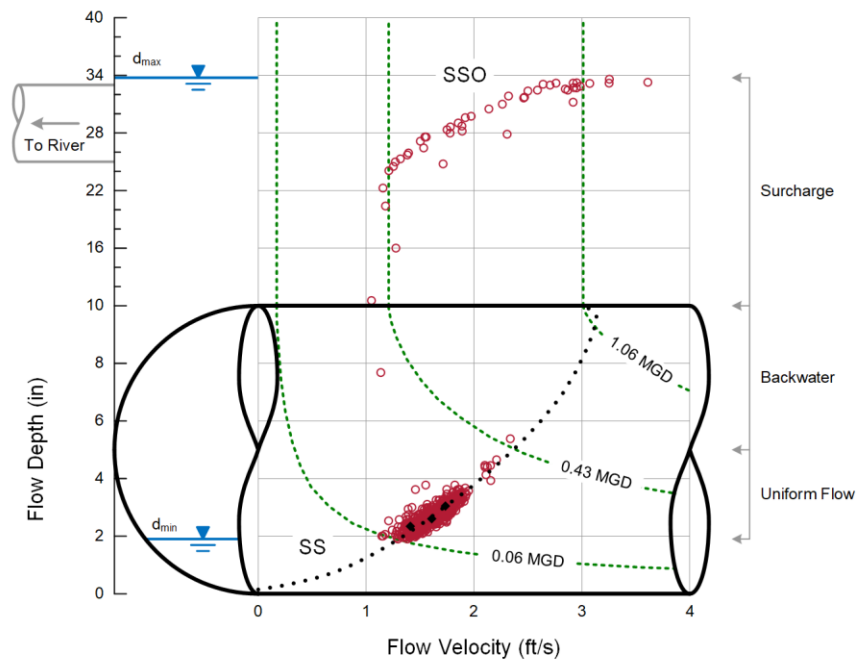 40
d_max
34
SSO
To River
28
22
Surcharge
16
10
1.06 MGD
8
Backwater
6
0.43 MGD
4
Uniform Flow
d_min
2
SS
0.06 MGD
0
0 1 2 3 4
Flow Depth (in)
Flow Velocity (ft/s)